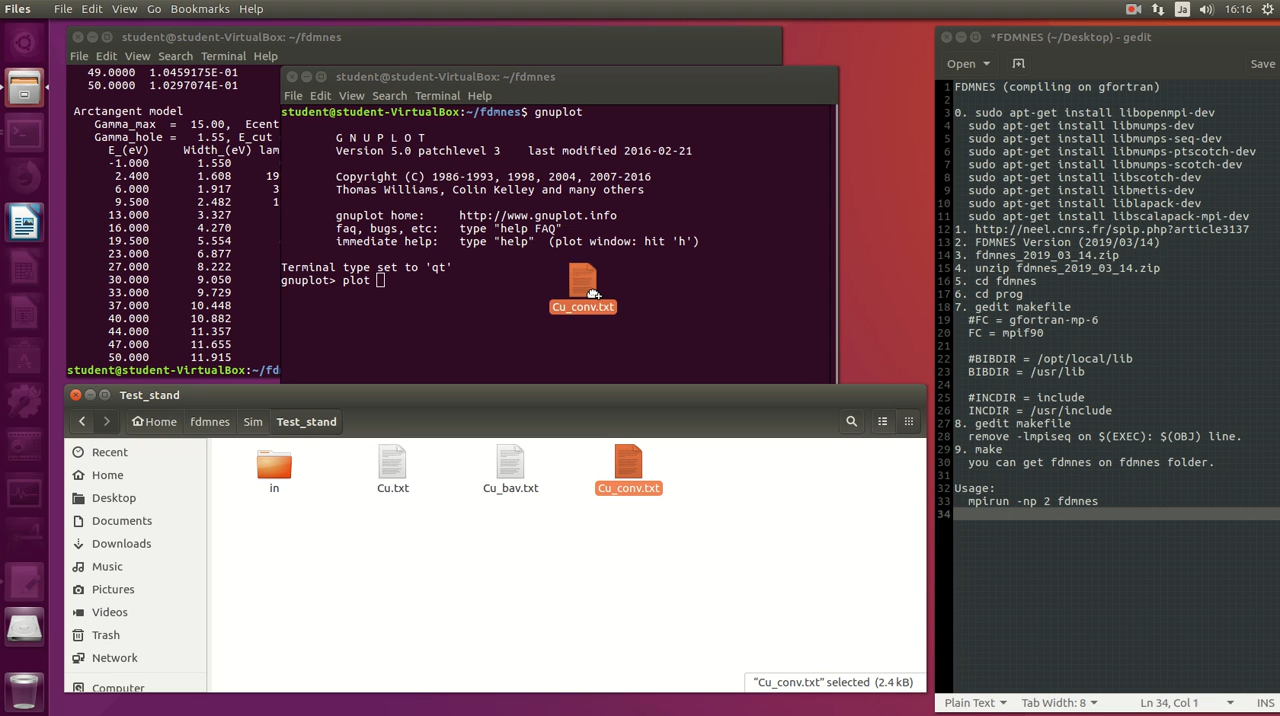 Files File Edit View Go Bookmarks Help Ja 16:16
student@student-VirtualBox: ~/fdmnes
File Edit View Search Terminal Help
49.0000 1.0459175E-01
50.0000 1.0297074E-01
Arctangent model
Gamma_max = 15.00, Ecent
Gamma_hole = 1.55, E_cut
E_(eV) Width_(eV) lam
-1.000 1.550
2.400 1.608 19
6.000 1.917 3
9.500 2.482 1
13.000 3.327
16.000 4.270
19.500 5.554
23.000 6.877
27.000 8.222
30.000 9.050
33.000 9.729
37.000 10.448
40.000 10.882
44.000 11.357
47.000 11.655
50.000 11.915
student@student-VirtualBox:~/fd
student@student-VirtualBox: ~/fdmnes
File Edit View Search Terminal Help
student@student-VirtualBox:~/fdmnes$ gnuplot
G N U P L O T
Version 5.0 patchlevel 3 last modified 2016-02-21
Copyright (C) 1986-1993, 1998, 2004, 2007-2016
Thomas Williams, Colin Kelley and many others
gnuplot home: http://www.gnuplot.info
faq, bugs, etc: type "help FAQ"
immediate help: type "help" (plot window: hit 'h')
Terminal type set to 'qt'
gnuplot> plot
Cu_conv.txt
Test_stand
Home fdmnes Sim Test_stand
Recent
Home
Desktop
Documents
Downloads
Music
Pictures
Videos
Trash
Network
Computer
in Cu.txt Cu_bav.txt Cu_conv.txt
"Cu_conv.txt" selected (2.4 kB)
*FDMNES (~/Desktop) - gedit
Open Save
1 FDMNES (compiling on gfortran)
2
3 0. sudo apt-get install libopenmpi-dev
4 sudo apt-get install libmumps-dev
5 sudo apt-get install libmumps-seq-dev
6 sudo apt-get install libmumps-ptscotch-dev
7 sudo apt-get install libmumps-scotch-dev
8 sudo apt-get install libscotch-dev
9 sudo apt-get install libmetis-dev
10 sudo apt-get install liblapack-dev
11 sudo apt-get install libscalapack-mpi-dev
12 1. http://neel.cnrs.fr/spip.php?article3137
13 2. FDMNES Version (2019/03/14)
14 3. fdmnes_2019_03_14.zip
15 4. unzip fdmnes_2019_03_14.zip
16 5. cd fdmnes
17 6. cd prog
18 7. gedit makefile
19 #FC = gfortran-mp-6
20 FC = mpif90
21
22 #BIBDIR = /opt/local/lib
23 BIBDIR = /usr/lib
24
25 #INCDIR = include
26 INCDIR = /usr/include
27 8. gedit makefile
28 remove -lmpiseq on $(EXEC): $(OBJ) line.
29 9. make
30 you can get fdmnes on fdmnes folder.
31
32 Usage:
33 mpirun -np 2 fdmnes
34
Plain Text Tab Width: 8 Ln 34, Col 1 INS